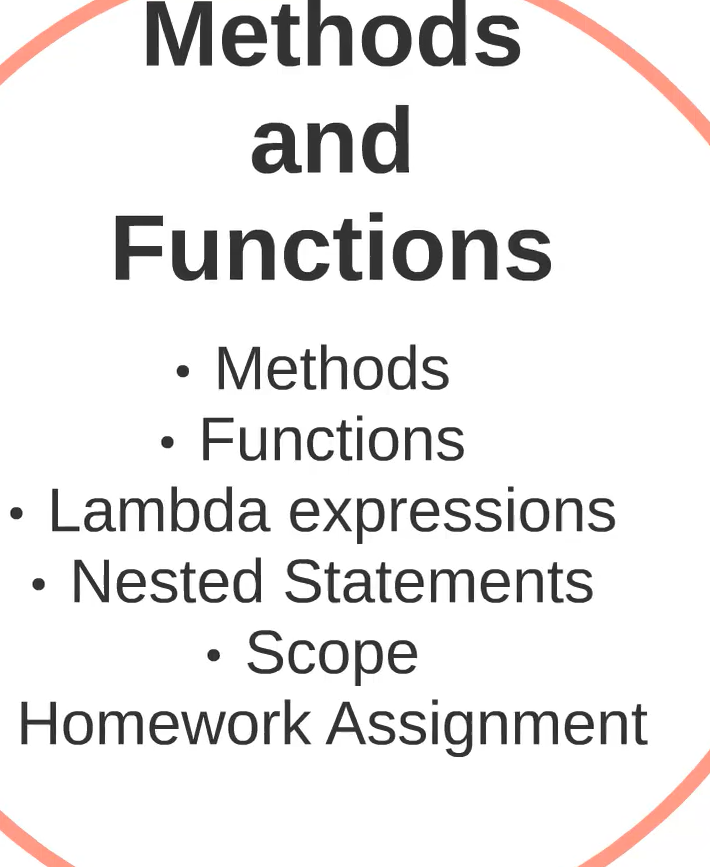 Methods
and
Functions
• Methods
• Functions
• Lambda expressions
• Nested Statements
• Scope
Homework Assignment